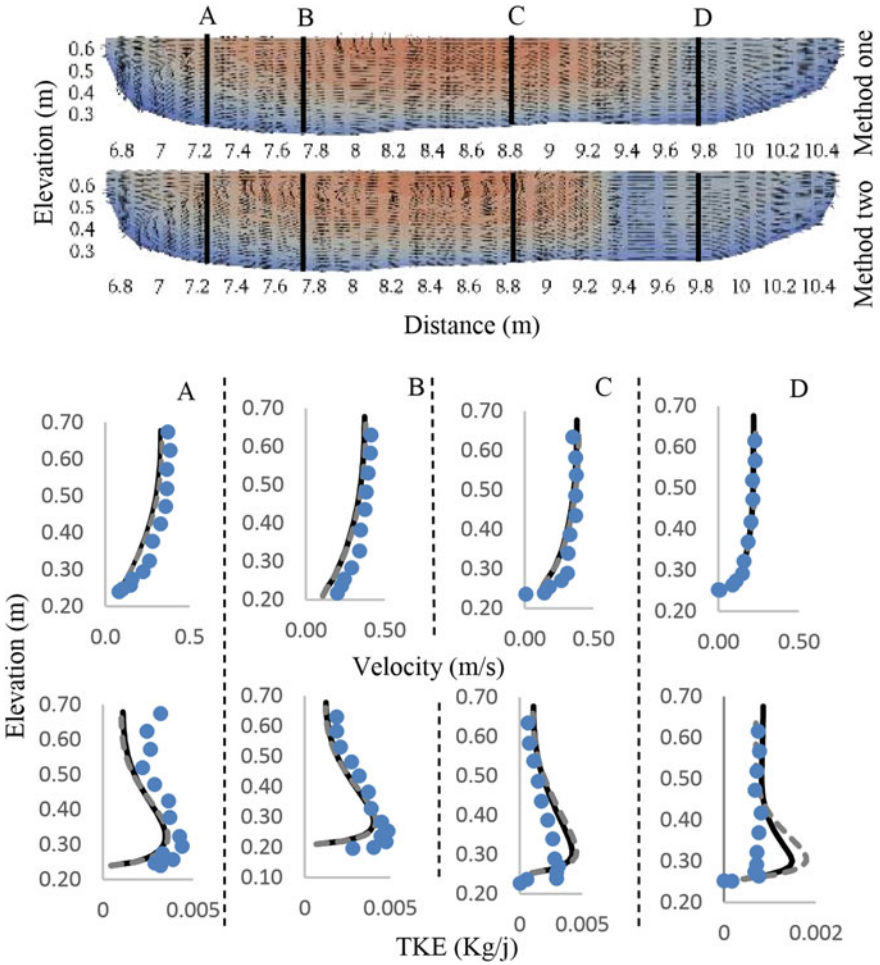 A B C D
0.6
0.5
0.4
0.3
6.8 7 7.2 7.4 7.6 7.8 8 8.2 8.4 8.6 8.8 9 9.2 9.4 9.6 9.8 10 10.2 10.4
Method one
Elevation (m)
0.6
0.5
0.4
0.3
6.8 7 7.2 7.4 7.6 7.8 8 8.2 8.4 8.6 8.8 9 9.2 9.4 9.6 9.8 10 10.2 10.4
Method two
Distance (m)
A B C D
0.70 0.70 0.70 0.70
0.60 0.60 0.60 0.60
0.50 0.50 0.50 0.50
0.40 0.40 0.40 0.40
0.30 0.30 0.30 0.30
0.20 0.20 0.20 0.20
0.0 0.5 0.00 0.50 0.00 0.50 0.00 0.50
Velocity (m/s)
Elevation (m)
0.70 0.70 0.70 0.70
0.60 0.60 0.60 0.60
0.50 0.50 0.50 0.50
0.40 0.40 0.40 0.40
0.30 0.30 0.30 0.30
0.20 0.20 0.20 0.20
0.10
0 0.005 0 0.005 0 0.005 0 0.002
TKE (Kg/j)